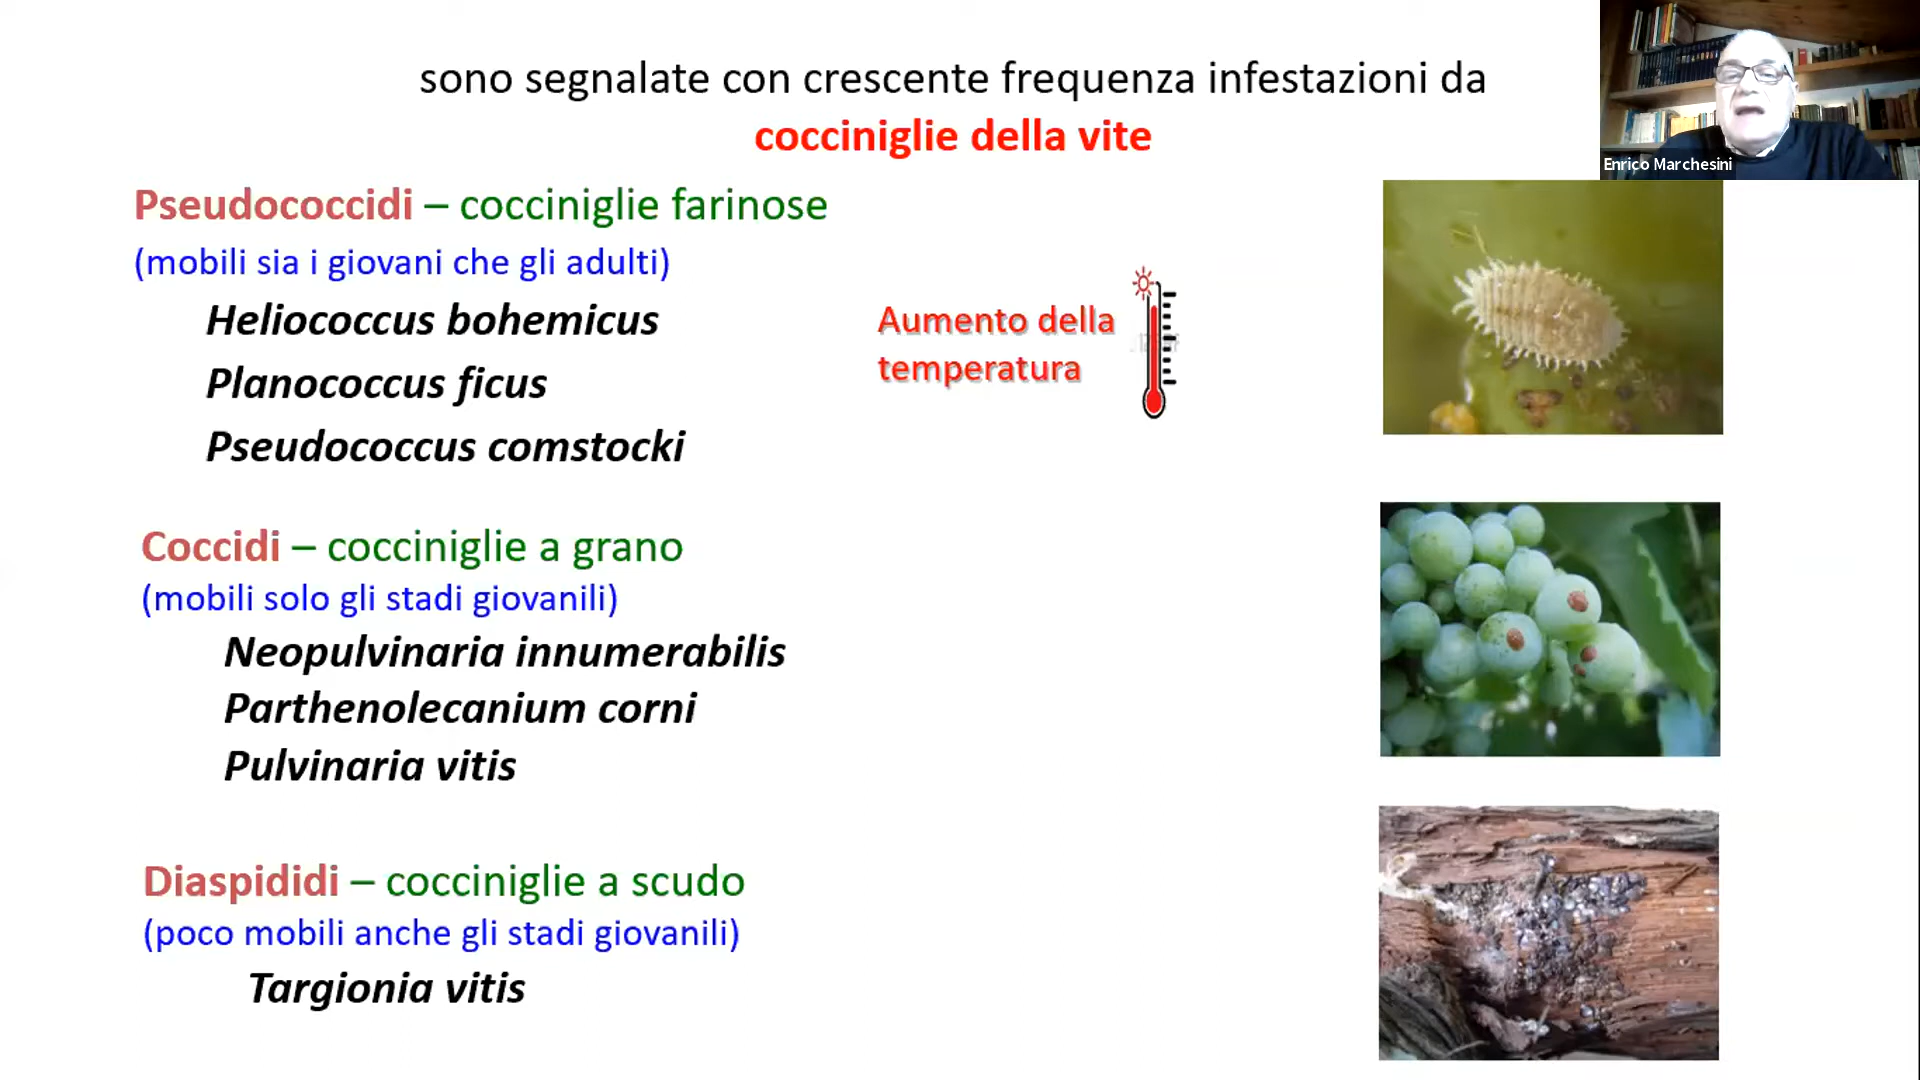 sono segnalate con crescente frequenza infestazioni da
cocciniglie della vite
Enrico Marchesini
Pseudococcidi – cocciniglie farinose
(mobili sia i giovani che gli adulti)
Heliococcus bohemicus
Planococcus ficus
Pseudococcus comstocki
Aumento della
temperatura
Coccidi – cocciniglie a grano
(mobili solo gli stadi giovanili)
Neopulvinaria innumerabilis
Parthenolecanium corni
Pulvinaria vitis
Diaspididi – cocciniglie a scudo
(poco mobili anche gli stadi giovanili)
Targionia vitis